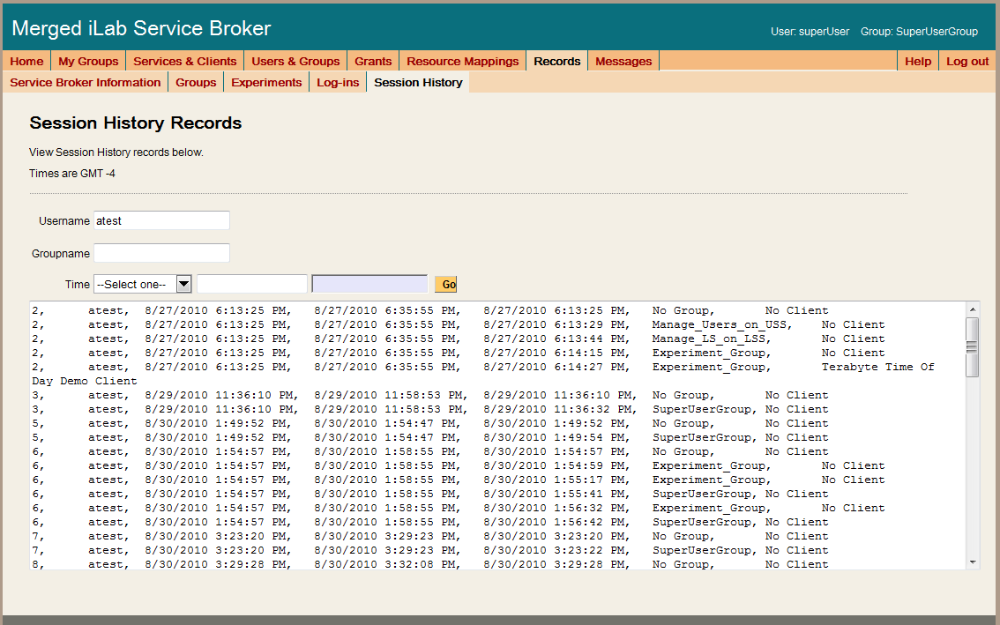 Merged iLab Service Broker
User: superUser Group: SuperUserGroup
Home My Groups Services & Clients Users & Groups Grants Resource Mappings Records Messages Help Log out
Service Broker Information Groups Experiments Log-ins Session History
Session History Records
View Session History records below.
Times are GMT -4
Username atest
Groupname
Time --Select one-- Go
2, atest, 8/27/2010 6:13:25 PM, 8/27/2010 6:35:55 PM, 8/27/2010 6:13:25 PM, No Group, No Client
2, atest, 8/27/2010 6:13:25 PM, 8/27/2010 6:35:55 PM, 8/27/2010 6:13:29 PM, Manage_Users_on_USS, No Client
2, atest, 8/27/2010 6:13:25 PM, 8/27/2010 6:35:55 PM, 8/27/2010 6:13:44 PM, Manage_LS_on_LSS, No Client
2, atest, 8/27/2010 6:13:25 PM, 8/27/2010 6:35:55 PM, 8/27/2010 6:14:15 PM, Experiment_Group, No Client
2, atest, 8/27/2010 6:13:25 PM, 8/27/2010 6:35:55 PM, 8/27/2010 6:14:27 PM, Experiment_Group, Terabyte Time Of
Day Demo Client
3, atest, 8/29/2010 11:36:10 PM, 8/29/2010 11:58:53 PM, 8/29/2010 11:36:10 PM, No Group, No Client
3, atest, 8/29/2010 11:36:10 PM, 8/29/2010 11:58:53 PM, 8/29/2010 11:36:32 PM, SuperUserGroup, No Client
5, atest, 8/30/2010 1:49:52 PM, 8/30/2010 1:54:47 PM, 8/30/2010 1:49:52 PM, No Group, No Client
5, atest, 8/30/2010 1:49:52 PM, 8/30/2010 1:54:47 PM, 8/30/2010 1:49:54 PM, SuperUserGroup, No Client
6, atest, 8/30/2010 1:54:57 PM, 8/30/2010 1:58:55 PM, 8/30/2010 1:54:57 PM, No Group, No Client
6, atest, 8/30/2010 1:54:57 PM, 8/30/2010 1:58:55 PM, 8/30/2010 1:54:59 PM, Experiment_Group, No Client
6, atest, 8/30/2010 1:54:57 PM, 8/30/2010 1:58:55 PM, 8/30/2010 1:55:17 PM, Experiment_Group, No Client
6, atest, 8/30/2010 1:54:57 PM, 8/30/2010 1:58:55 PM, 8/30/2010 1:55:41 PM, SuperUserGroup, No Client
6, atest, 8/30/2010 1:54:57 PM, 8/30/2010 1:58:55 PM, 8/30/2010 1:56:32 PM, Experiment_Group, No Client
6, atest, 8/30/2010 1:54:57 PM, 8/30/2010 1:58:55 PM, 8/30/2010 1:56:42 PM, SuperUserGroup, No Client
7, atest, 8/30/2010 3:23:20 PM, 8/30/2010 3:29:23 PM, 8/30/2010 3:23:20 PM, No Group, No Client
7, atest, 8/30/2010 3:23:20 PM, 8/30/2010 3:29:23 PM, 8/30/2010 3:23:22 PM, SuperUserGroup, No Client
8, atest, 8/30/2010 3:29:28 PM, 8/30/2010 3:32:08 PM, 8/30/2010 3:29:28 PM, No Group, No Client